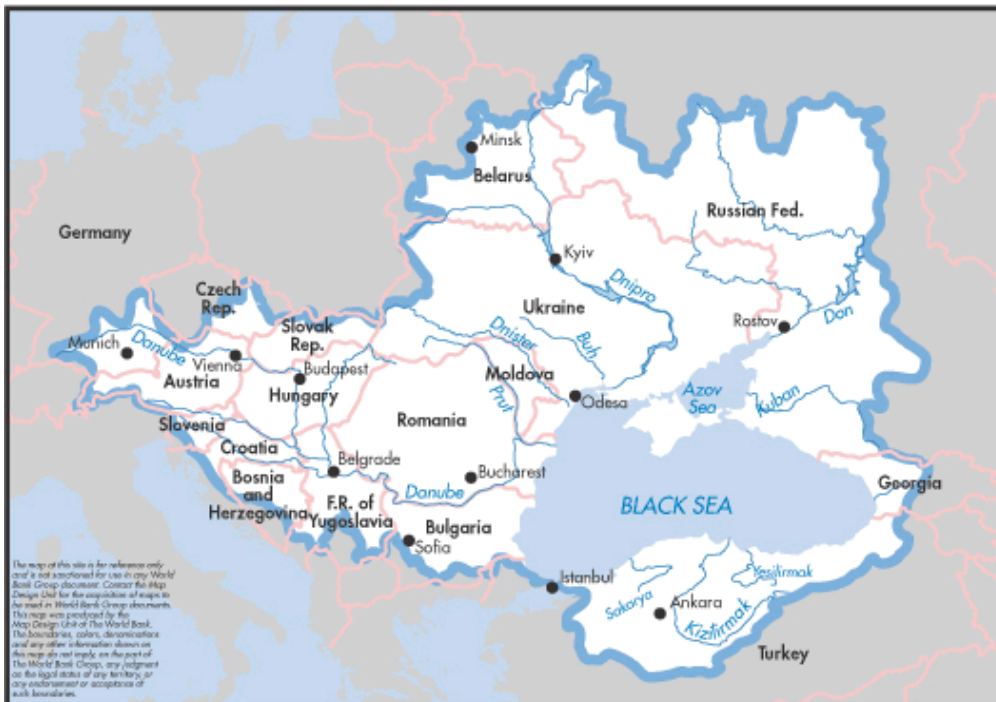 Minsk
Belarus
Russian Fed.
Germany
Kyiv
Czech
Rep.
Dnipro
Ukraine
Slovak
Rep.
Rostov
Don
Munich
Danube
Vienna
Dnister
Buh
Budapest
Austria
Moldova
Azov
Sea
Hungary
Prut
Odesa
Kuban
Romania
Slovenia
Croatia
Belgrade
Bucharest
Bosnia
and
Herzegovina
Danube
Georgia
F.R. of
Yugoslavia
BLACK SEA
Bulgaria
Sofia
Istanbul
Yesilirmak
Sakarya
Ankara
Kizilirmak
Turkey
The map at this site is for reference only
and is not sanctioned for use in any World
Bank Group document. Contact the Map
Design Unit for the acquisition of maps to
be used in World Bank Group documents.
This map was produced by the
Map Design Unit of The World Bank.
The boundaries, colors, denominations
and any other information shown on
this map do not imply, on the part of
The World Bank Group, any judgment
on the legal status of any territory, or
any endorsement or acceptance of
such boundaries.